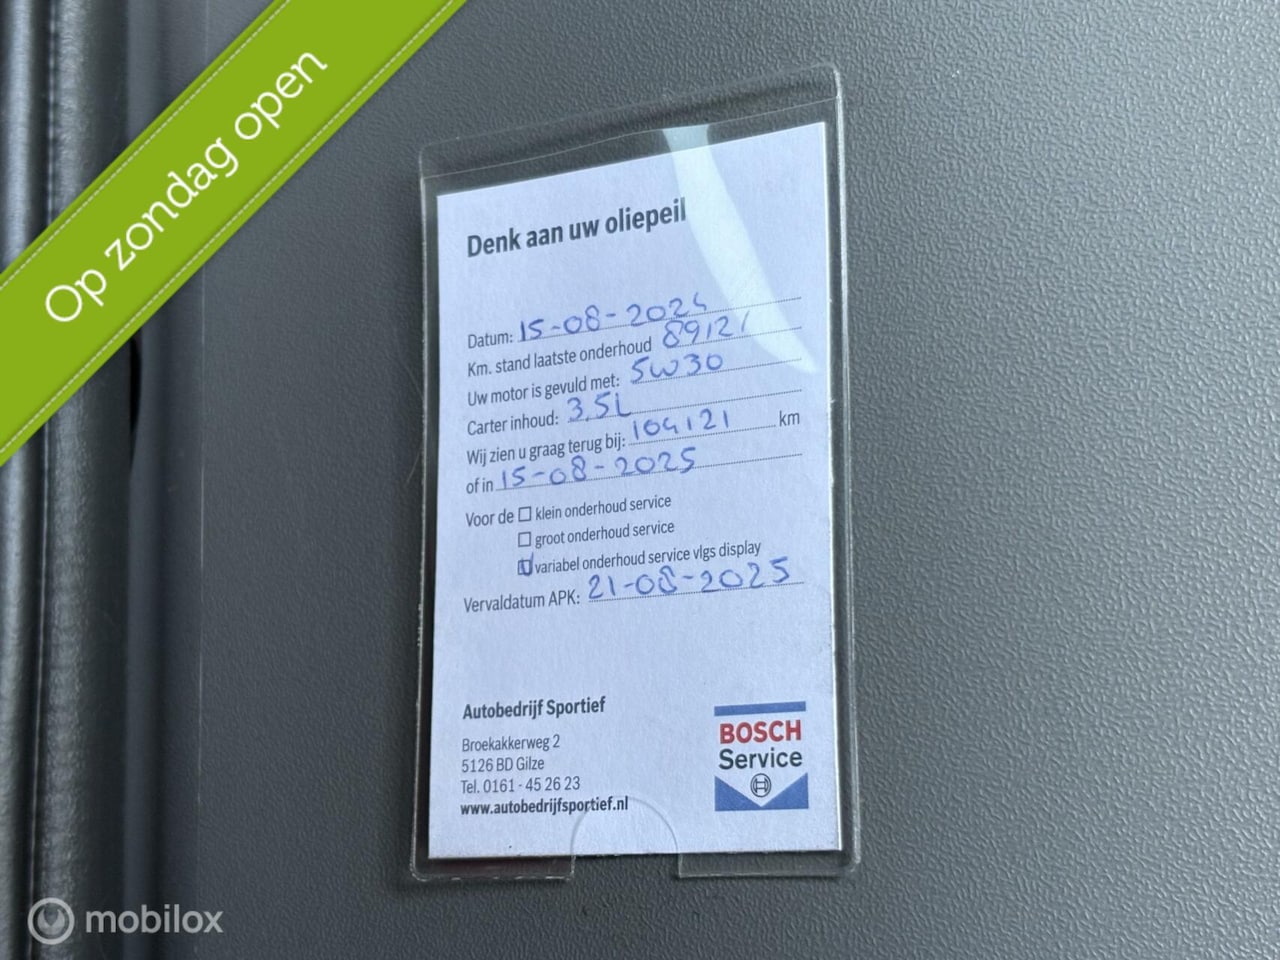 Op zondag open
Denk aan uw oliepeil
Datum: 15-08-2024
Km. stand laatste onderhoud 89121
Uw motor is gevuld met: 5W30
Carter inhoud: 3,5L
Wij zien u graag terug bij: 104121 km
of in 15-08-2025
Voor de klein onderhoud service
groot onderhoud service
variabel onderhoud service vlgs display
Vervaldatum APK: 21-08-2025
Autobedrijf Sportief
Broekakkerweg 2
5126 BD Gilze
Tel. 0161 - 45 26 23
www.autobedrijfsportief.nl
BOSCH
Service
mobilox